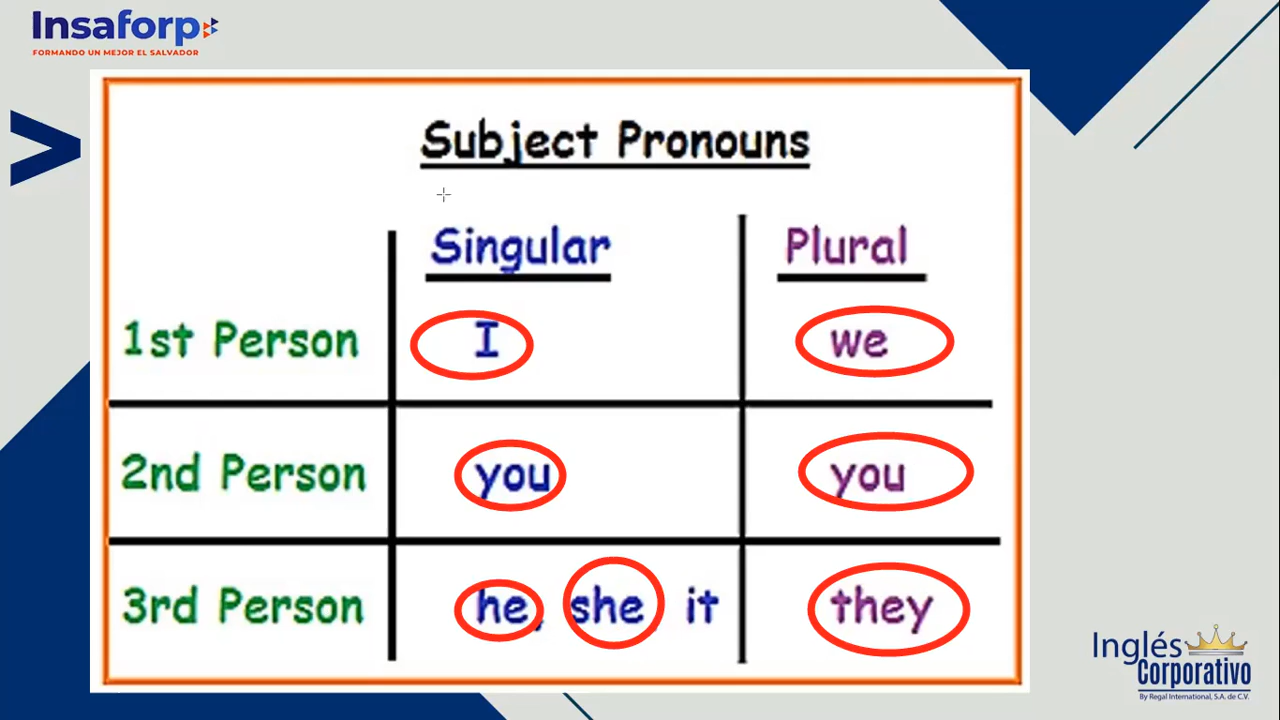 Insaforp
FORMANDO UN MEJOR EL SALVADOR
Subject Pronouns
Singular Plural
1st Person I we
2nd Person you you
3rd Person he, she it they
Inglés
Corporativo
By Regal International, S.A. de C.V.